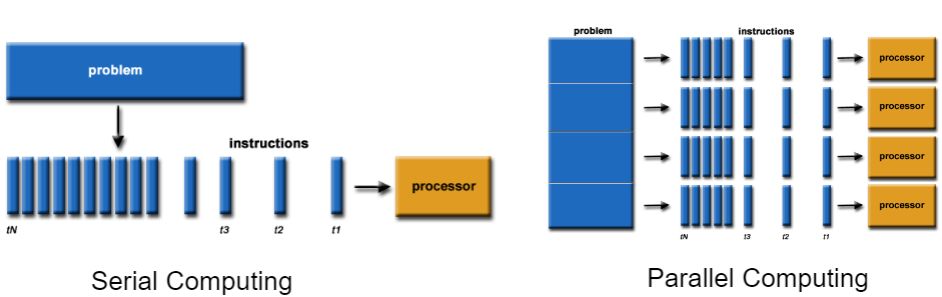 problem
instructions
processor
tN
t3
t2
t1
Serial Computing
problem
instructions
processor
processor
processor
processor
tN
t3
t2
t1
Parallel Computing